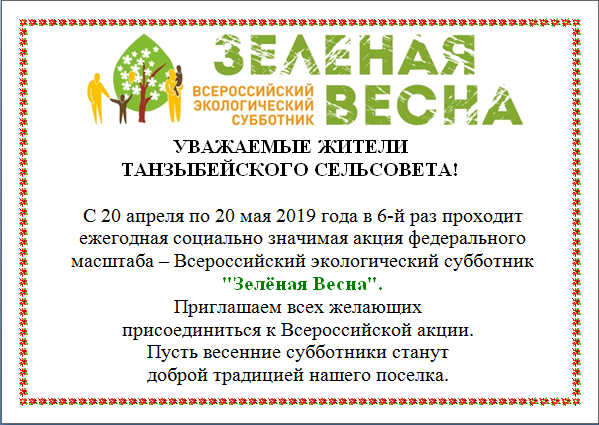 ЗЕЛЕНАЯ
ВСЕРОССИЙСКИЙ
ЭКОЛОГИЧЕСКИЙ
СУББОТНИК
ВЕСНА
УВАЖАЕМЫЕ ЖИТЕЛИ
ТАНЗЫБЕЙСКОГО СЕЛЬСОВЕТА!
С 20 апреля по 20 мая 2019 года в 6-й раз проходит
ежегодная социально значимая акция федерального
масштаба – Всероссийский экологический субботник
"Зелёная Весна".
Приглашаем всех желающих
присоединиться к Всероссийской акции.
Пусть весенние субботники станут
доброй традицией нашего поселка.